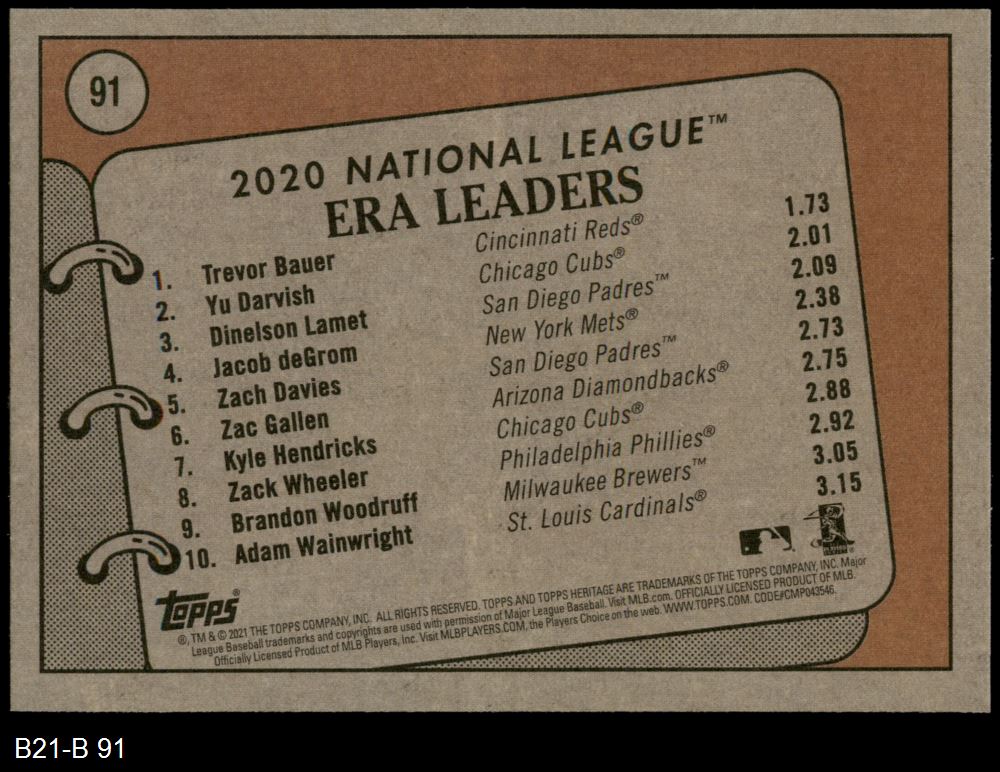 91
2020 NATIONAL LEAGUE™
ERA LEADERS
1. Trevor Bauer Cincinnati Reds® 1.73
2. Yu Darvish Chicago Cubs® 2.01
3. Dinelson Lamet San Diego Padres™ 2.09
4. Jacob deGrom New York Mets® 2.38
5. Zach Davies San Diego Padres™ 2.73
6. Zac Gallen Arizona Diamondbacks® 2.75
7. Kyle Hendricks Chicago Cubs® 2.88
8. Zack Wheeler Philadelphia Phillies® 2.92
9. Brandon Woodruff Milwaukee Brewers™ 3.05
10. Adam Wainwright St. Louis Cardinals® 3.15
Topps®
®, TM & © 2021 THE TOPPS COMPANY, INC. ALL RIGHTS RESERVED. TOPPS AND TOPPS HERITAGE ARE TRADEMARKS OF THE TOPPS COMPANY, INC. Major
League Baseball trademarks and copyrights are used with permission of Major League Baseball. Visit MLB.com. OFFICIALLY LICENSED PRODUCT OF MLB.
Officially Licensed Product of MLB Players, Inc. Visit MLBPLAYERS.COM, the Players Choice on the web. WWW.TOPPS.COM. CODE#CMP043546.
B21-B 91